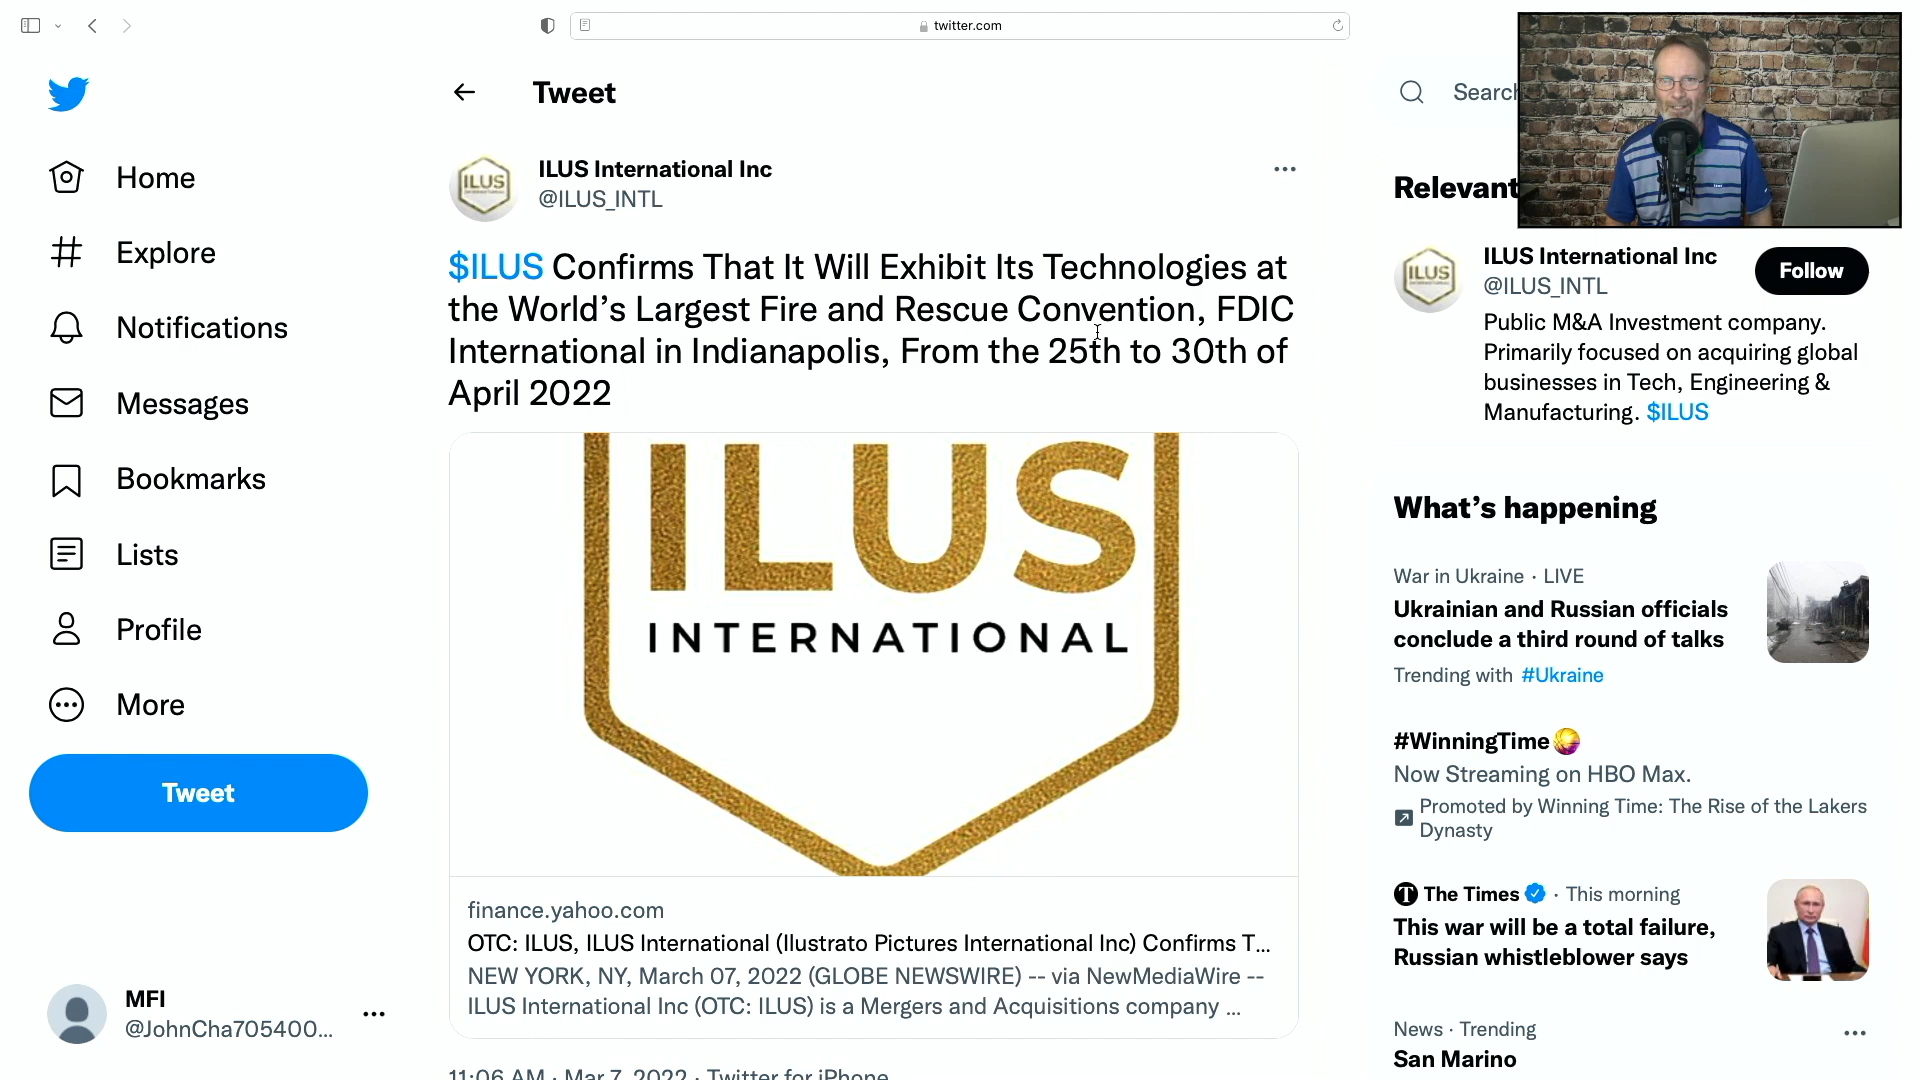 twitter.com
Tweet
Search
Home
Explore
Notifications
Messages
Bookmarks
Lists
Profile
More
Tweet
MFI
@JohnCha705400...
ILUS
ILUS International Inc
@ILUS_INTL
$ILUS Confirms That It Will Exhibit Its Technologies at
the World’s Largest Fire and Rescue Convention, FDIC
International in Indianapolis, From the 25th to 30th of
April 2022
ILUS
INTERNATIONAL
finance.yahoo.com
OTC: ILUS, ILUS International (Ilustrato Pictures International Inc) Confirms T...
NEW YORK, NY, March 07, 2022 (GLOBE NEWSWIRE) -- via NewMediaWire --
ILUS International Inc (OTC: ILUS) is a Mergers and Acquisitions company ...
11:06 AM · Mar 7, 2022 · Twitter for iPhone
Relevant
ILUS
ILUS International Inc
@ILUS_INTL
Follow
Public M&A Investment company.
Primarily focused on acquiring global
businesses in Tech, Engineering &
Manufacturing. $ILUS
What’s happening
War in Ukraine · LIVE
Ukrainian and Russian officials
conclude a third round of talks
Trending with #Ukraine
#WinningTime
Now Streaming on HBO Max.
Promoted by Winning Time: The Rise of the Lakers
Dynasty
The Times · This morning
This war will be a total failure,
Russian whistleblower says
News · Trending
San Marino